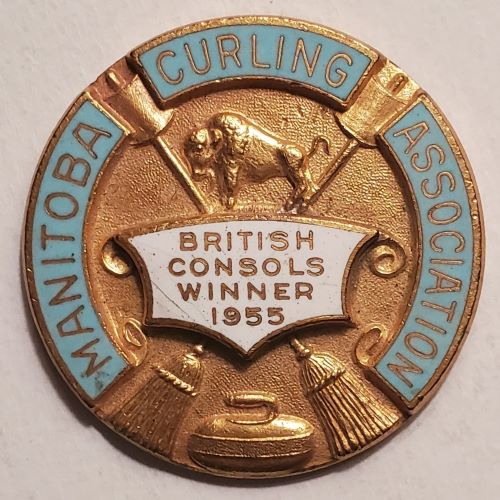 MANITOBA
CURLING
ASSOCIATION
BRITISH
CONSOLS
WINNER
1955